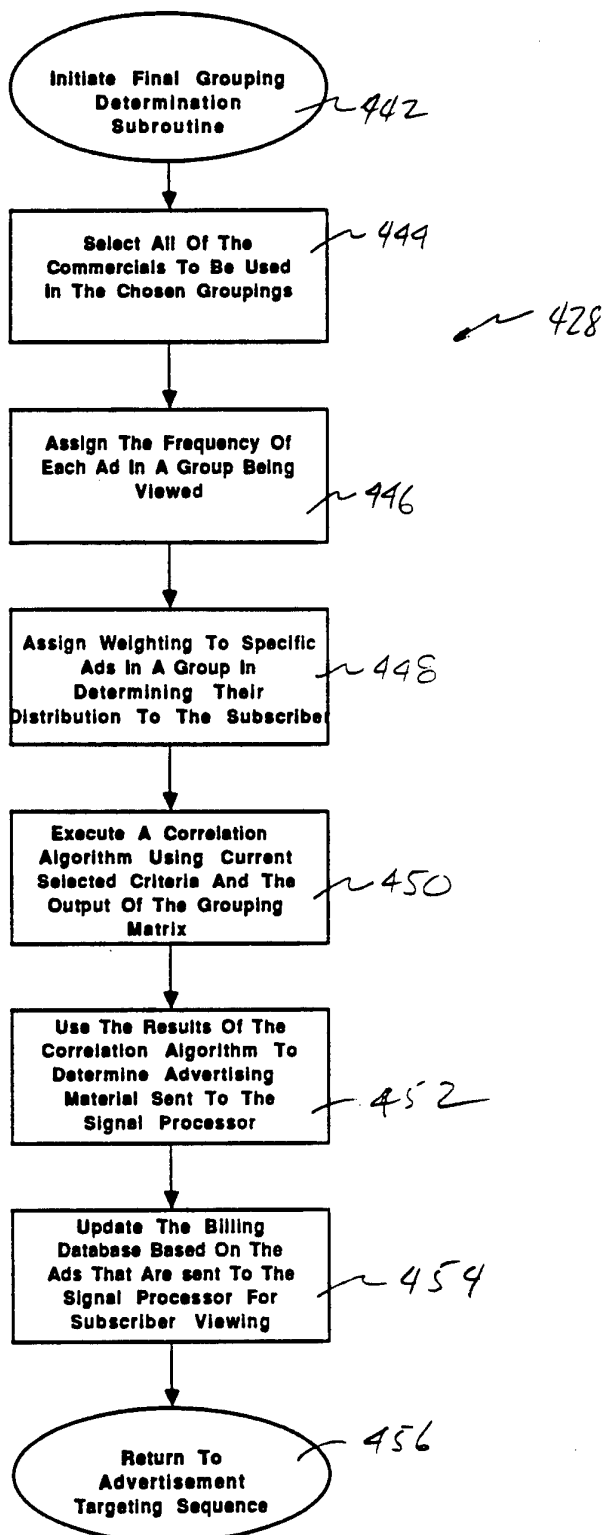 Initiate Final Grouping
Determination
Subroutine
442
Select All Of The
Commercials To Be Used
In The Chosen Groupings
444
428
Assign The Frequency Of
Each Ad In A Group Being
Viewed
446
Assign Weighting To Specific
Ads In A Group In
Determining Their
Distribution To The Subscriber
448
Execute A Correlation
Algorithm Using Current
Selected Criteria And The
Output Of The Grouping
Matrix
450
Use The Results Of The
Correlation Algorithm To
Determine Advertising
Material Sent To The
Signal Processor
452
Update The Billing
Database Based On The
Ads That Are sent To The
Signal Processor For
Subscriber Viewing
454
Return To
Advertisement
Targeting Sequence
456